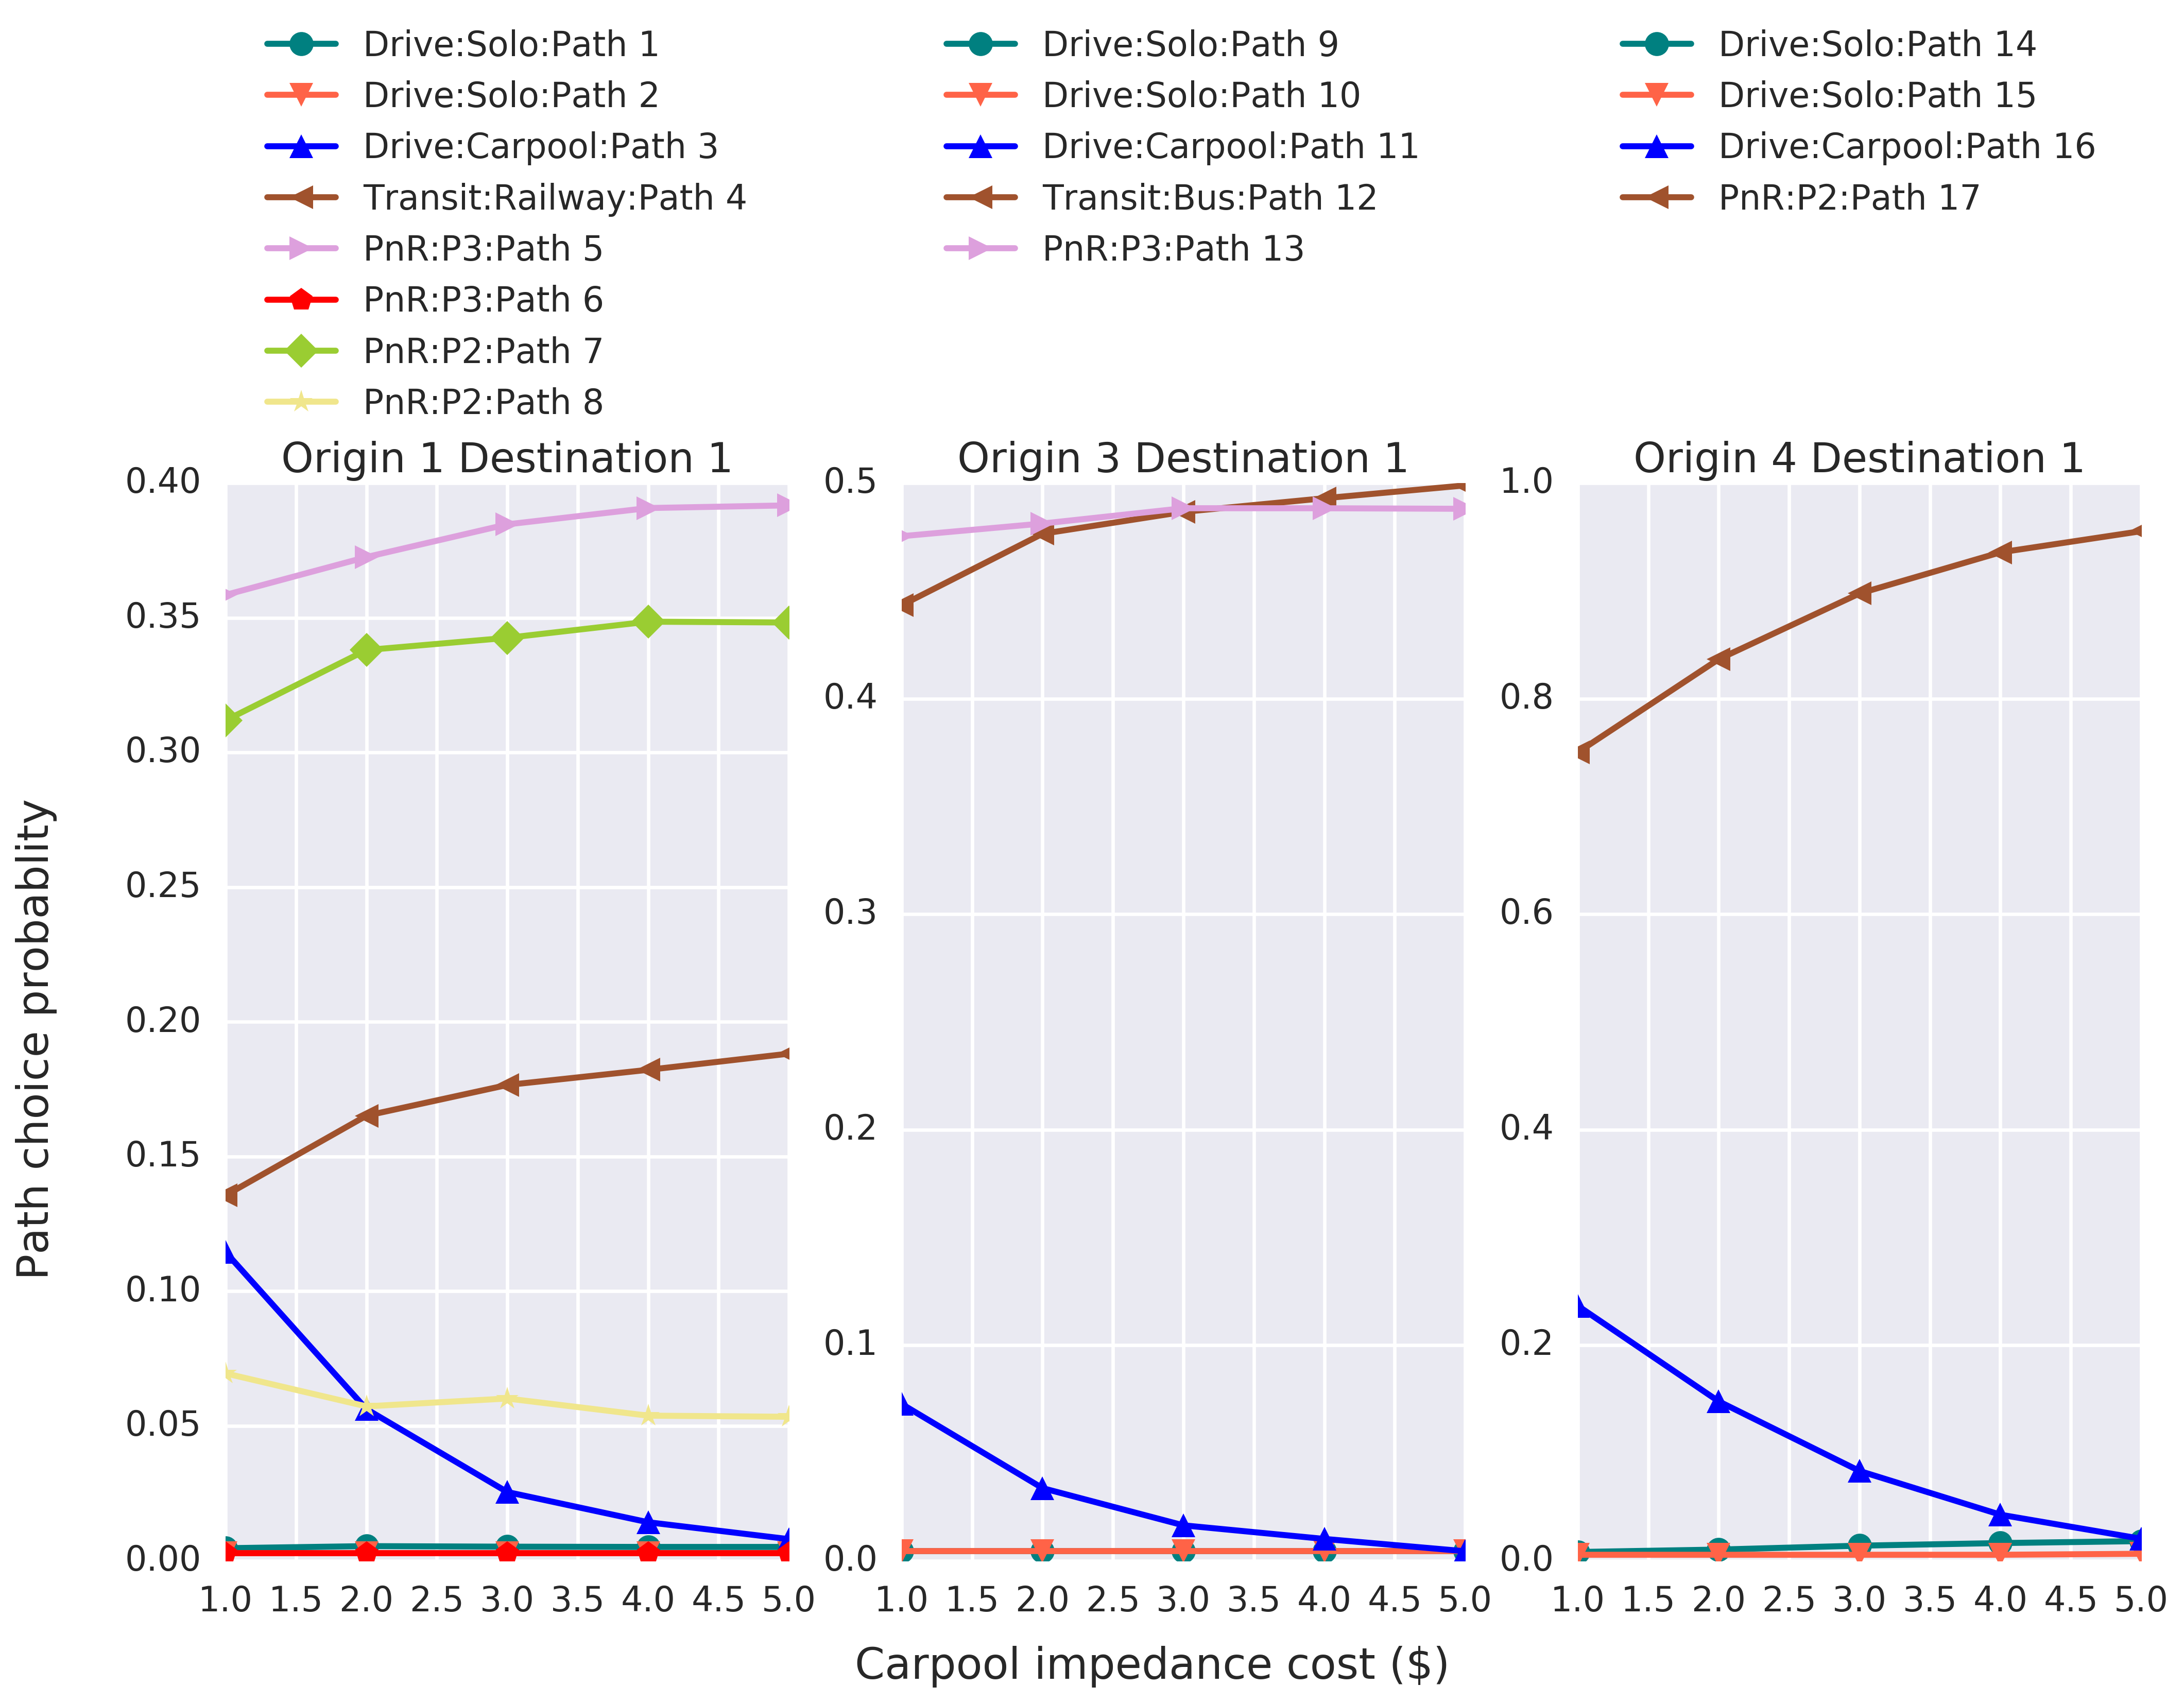 Drive:Solo:Path 1
Drive:Solo:Path 2
Drive:Carpool:Path 3
Transit:Railway:Path 4
PnR:P3:Path 5
PnR:P3:Path 6
PnR:P2:Path 7
PnR:P2:Path 8
Drive:Solo:Path 9
Drive:Solo:Path 10
Drive:Carpool:Path 11
Transit:Bus:Path 12
PnR:P3:Path 13
Drive:Solo:Path 14
Drive:Solo:Path 15
Drive:Carpool:Path 16
PnR:P2:Path 17
Path choice probablity
Origin 1 Destination 1
0.40
0.35
0.30
0.25
0.20
0.15
0.10
0.05
0.00
1.0 1.5 2.0 2.5 3.0 3.5 4.0 4.5 5.0
Origin 3 Destination 1
0.5
0.4
0.3
0.2
0.1
0.0
1.0 1.5 2.0 2.5 3.0 3.5 4.0 4.5 5.0
Origin 4 Destination 1
1.0
0.8
0.6
0.4
0.2
0.0
1.0 1.5 2.0 2.5 3.0 3.5 4.0 4.5 5.0
Carpool impedance cost ($)